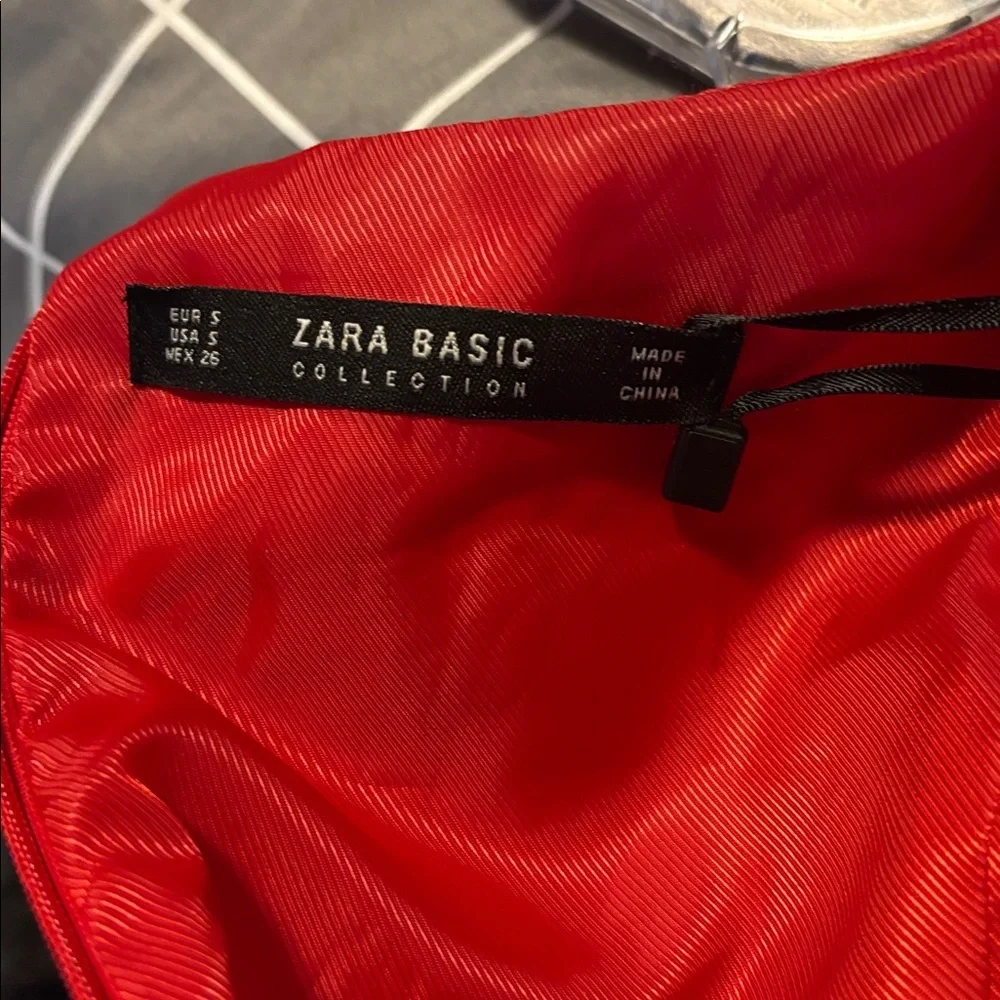 EUR S
USA S
MEX 26
ZARA BASIC
COLLECTION
MADE
IN
CHINA